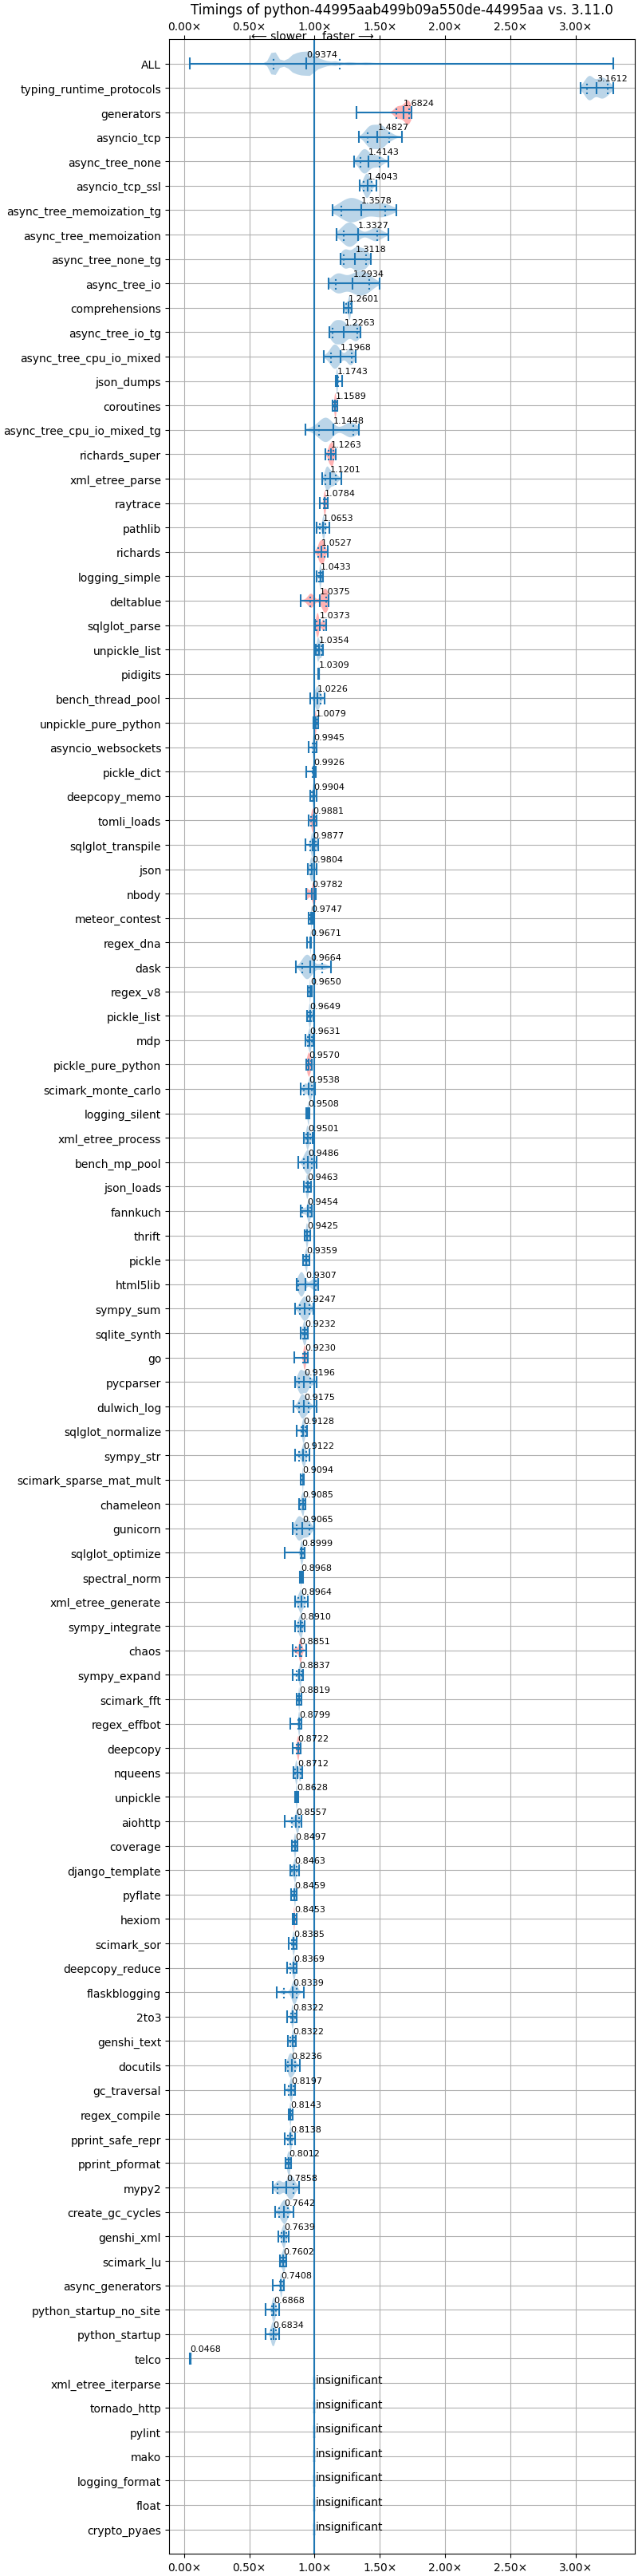 Timings of python-44995aab499b09a550de-44995aa vs. 3.11.0
0.00× 0.50× 1.00× 1.50× 2.00× 2.50× 3.00×
← slower faster →
ALL 0.9374
typing_runtime_protocols 3.1612
generators 1.6824
asyncio_tcp 1.4827
async_tree_none 1.4143
asyncio_tcp_ssl 1.4043
async_tree_memoization_tg 1.3578
async_tree_memoization 1.3327
async_tree_none_tg 1.3118
async_tree_io 1.2934
comprehensions 1.2601
async_tree_io_tg 1.2263
async_tree_cpu_io_mixed 1.1968
json_dumps 1.1743
coroutines 1.1589
async_tree_cpu_io_mixed_tg 1.1448
richards_super 1.1263
xml_etree_parse 1.1201
raytrace 1.0784
pathlib 1.0653
richards 1.0527
logging_simple 1.0433
deltablue 1.0375
sqlglot_parse 1.0373
unpickle_list 1.0354
pidigits 1.0309
bench_thread_pool 1.0226
unpickle_pure_python 1.0079
asyncio_websockets 0.9945
pickle_dict 0.9926
deepcopy_memo 0.9904
tomli_loads 0.9881
sqlglot_transpile 0.9877
json 0.9804
nbody 0.9782
meteor_contest 0.9747
regex_dna 0.9671
dask 0.9664
regex_v8 0.9650
pickle_list 0.9649
mdp 0.9631
pickle_pure_python 0.9570
scimark_monte_carlo 0.9538
logging_silent 0.9508
xml_etree_process 0.9501
bench_mp_pool 0.9486
json_loads 0.9463
fannkuch 0.9454
thrift 0.9425
pickle 0.9359
html5lib 0.9307
sympy_sum 0.9247
sqlite_synth 0.9232
go 0.9230
pycparser 0.9196
dulwich_log 0.9175
sqlglot_normalize 0.9128
sympy_str 0.9122
scimark_sparse_mat_mult 0.9094
chameleon 0.9085
gunicorn 0.9065
sqlglot_optimize 0.8999
spectral_norm 0.8968
xml_etree_generate 0.8964
sympy_integrate 0.8910
chaos 0.8851
sympy_expand 0.8837
scimark_fft 0.8819
regex_effbot 0.8799
deepcopy 0.8722
nqueens 0.8712
unpickle 0.8628
aiohttp 0.8557
coverage 0.8497
django_template 0.8463
pyflate 0.8459
hexiom 0.8453
scimark_sor 0.8385
deepcopy_reduce 0.8369
flaskblogging 0.8339
2to3 0.8322
genshi_text 0.8322
docutils 0.8236
gc_traversal 0.8197
regex_compile 0.8143
pprint_safe_repr 0.8138
pprint_pformat 0.8012
mypy2 0.7858
create_gc_cycles 0.7642
genshi_xml 0.7639
scimark_lu 0.7602
async_generators 0.7408
python_startup_no_site 0.6868
python_startup 0.6834
telco 0.0468
xml_etree_iterparse insignificant
tornado_http insignificant
pylint insignificant
mako insignificant
logging_format insignificant
float insignificant
crypto_pyaes insignificant
0.00× 0.50× 1.00× 1.50× 2.00× 2.50× 3.00×